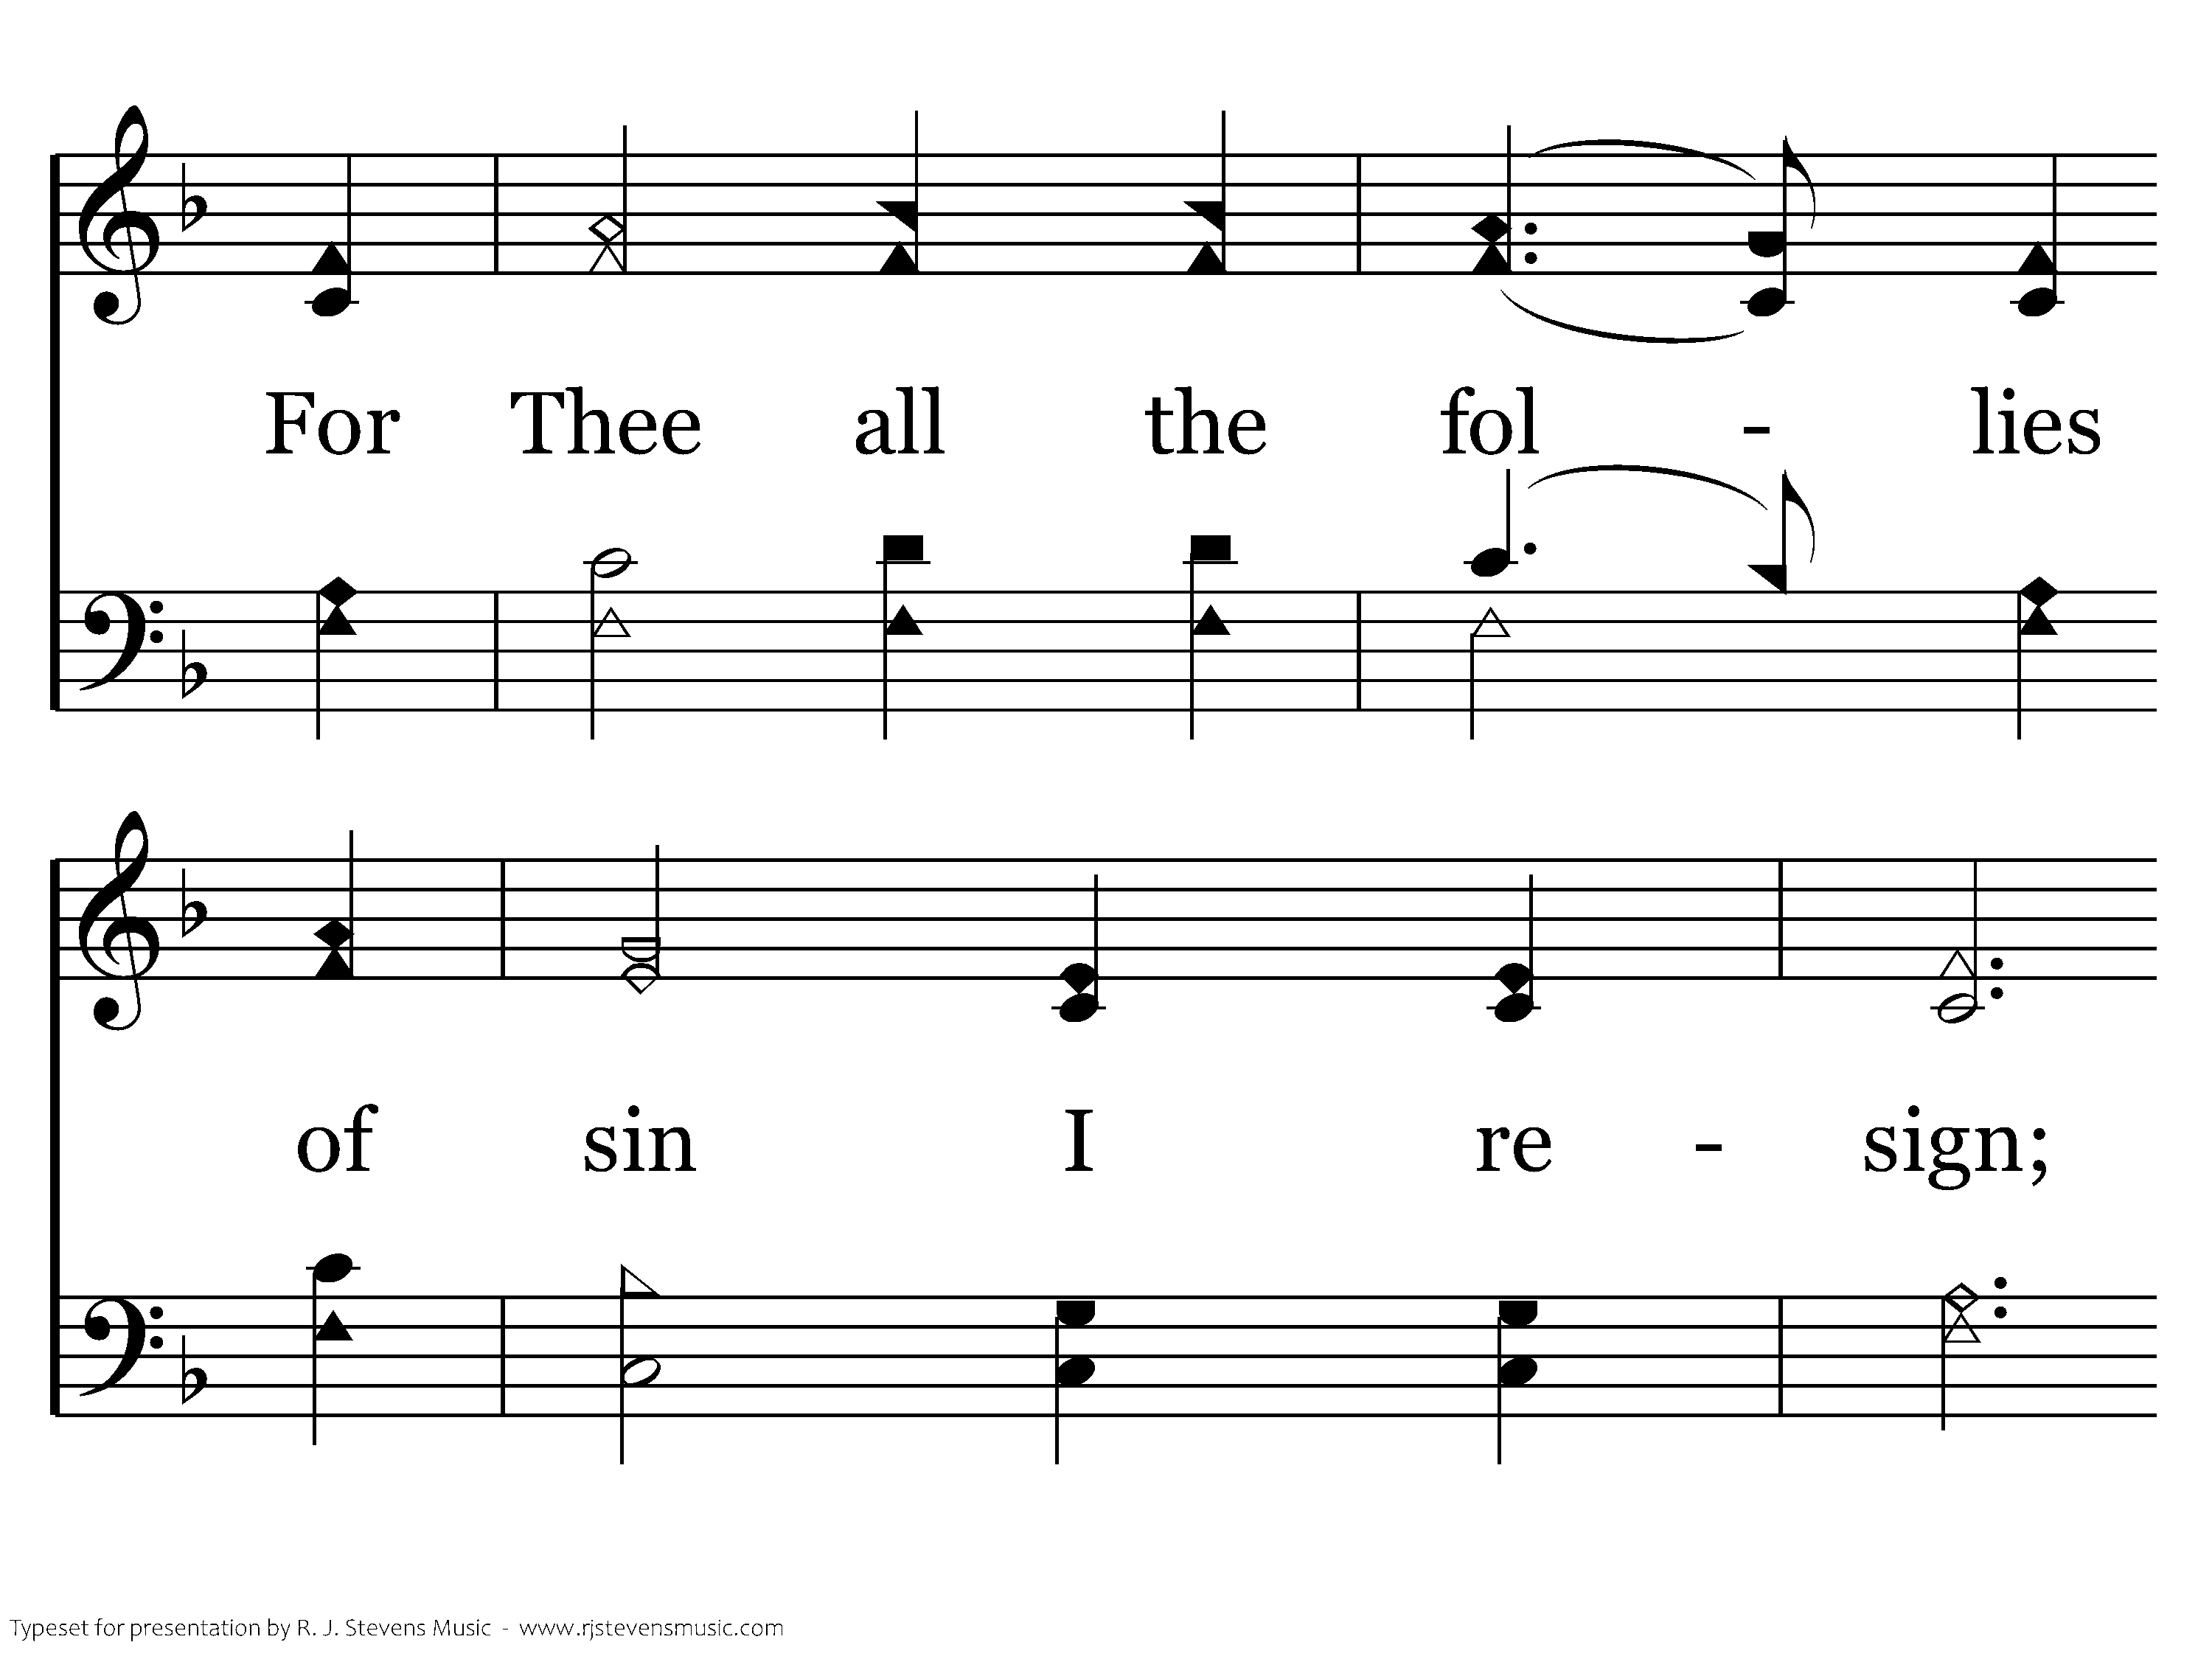 For Thee all the fol - lies
of sin I re - sign;
Typeset for presentation by R. J. Stevens Music - www.rjstevensmusic.com